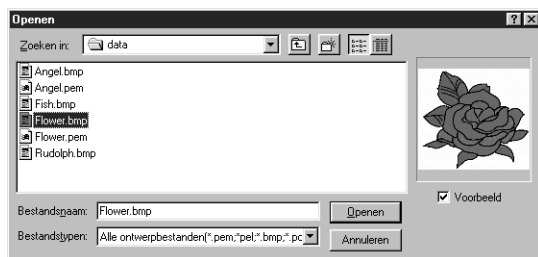 Openen
Zoeken in: data
Angel.bmp
Angel.pem
Fish.bmp
Flower.bmp
Flower.pem
Rudolph.bmp
Voorbeeld
Bestandsnaam: Flower.bmp Openen
Bestandstypen: Alle ontwerpbestanden(*.pem;*pel;*.bmp;*.pc Annuleren